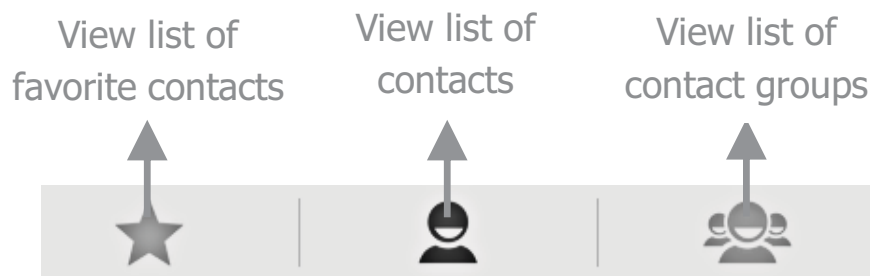 View list of
favorite contacts
View list of
contacts
View list of
contact groups